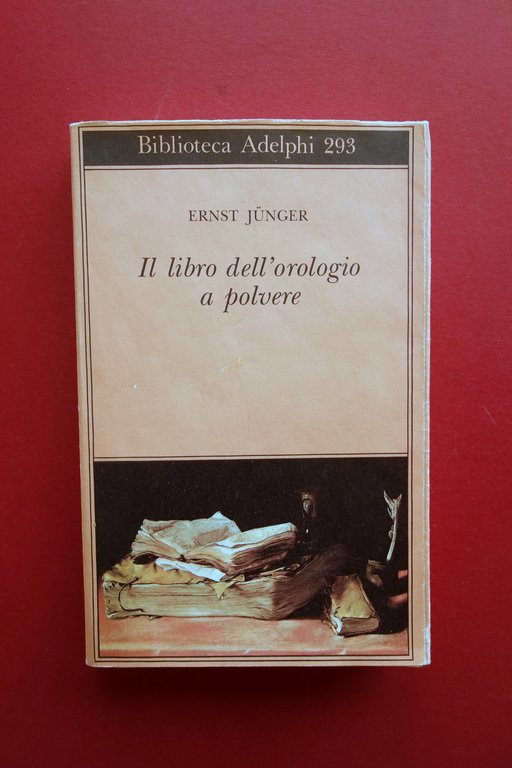 Biblioteca Adelphi 293
ERNST JÜNGER
Il libro dell'orologio
a polvere